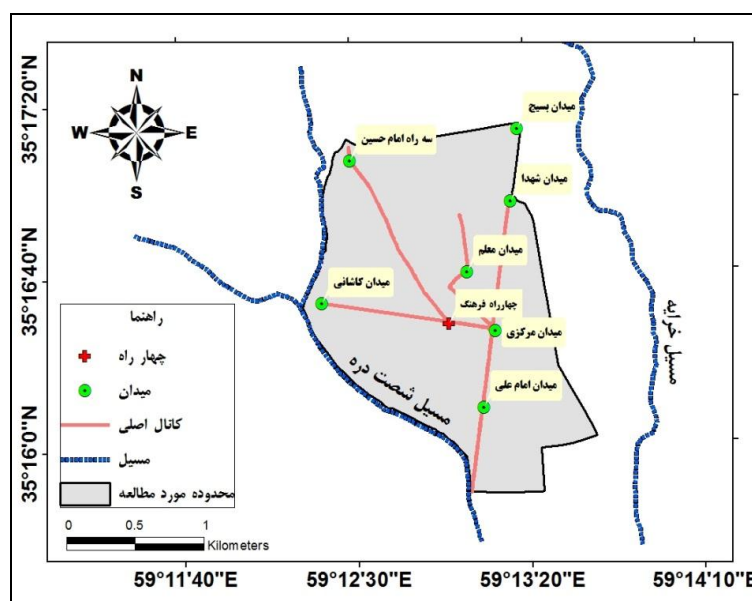 N
W E
S
35°17'20"N
35°16'40"N
35°16'0"N
میدان بسیج
سه راه امام حسین
میدان شهدا
میدان معلم
میدان کاشانی
چهارراه فرهنگ
میدان مرکزی
میدان امام علی
مسیل خرابه
مسیل شصت دره
راهنما
چهار راه
میدان
کانال اصلی
مسیل
محدوده مورد مطالعه
0 0.5 1
Kilometers
59°11'40"E 59°12'30"E 59°13'20"E 59°14'10"E